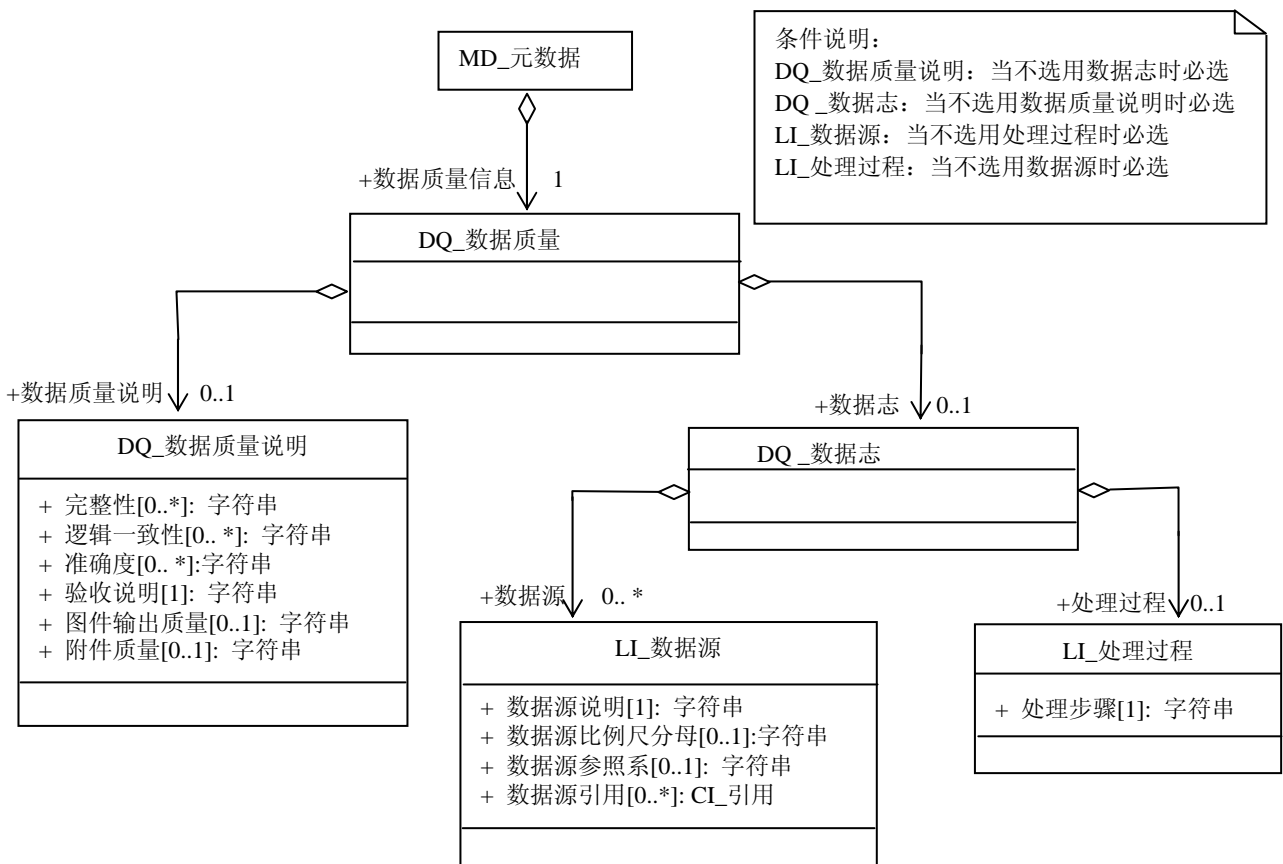 MD_元数据
条件说明：
DQ_数据质量说明：当不选用数据志时必选
DQ _数据志：当不选用数据质量说明时必选
LI_数据源：当不选用处理过程时必选
LI_处理过程：当不选用数据源时必选
+数据质量信息 1
DQ_数据质量
+数据质量说明 0..1
+数据志 0..1
DQ_数据质量说明
+ 完整性[0..*]: 字符串
+ 逻辑一致性[0.. *]: 字符串
+ 准确度[0.. *]:字符串
+ 验收说明[1]: 字符串
+ 图件输出质量[0..1]: 字符串
+ 附件质量[0..1]: 字符串
DQ _数据志
+数据源 0.. *
+处理过程 0..1
LI_数据源
+ 数据源说明[1]: 字符串
+ 数据源比例尺分母[0..1]:字符串
+ 数据源参照系[0..1]: 字符串
+ 数据源引用[0..*]: CI_引用
LI_处理过程
+ 处理步骤[1]: 字符串